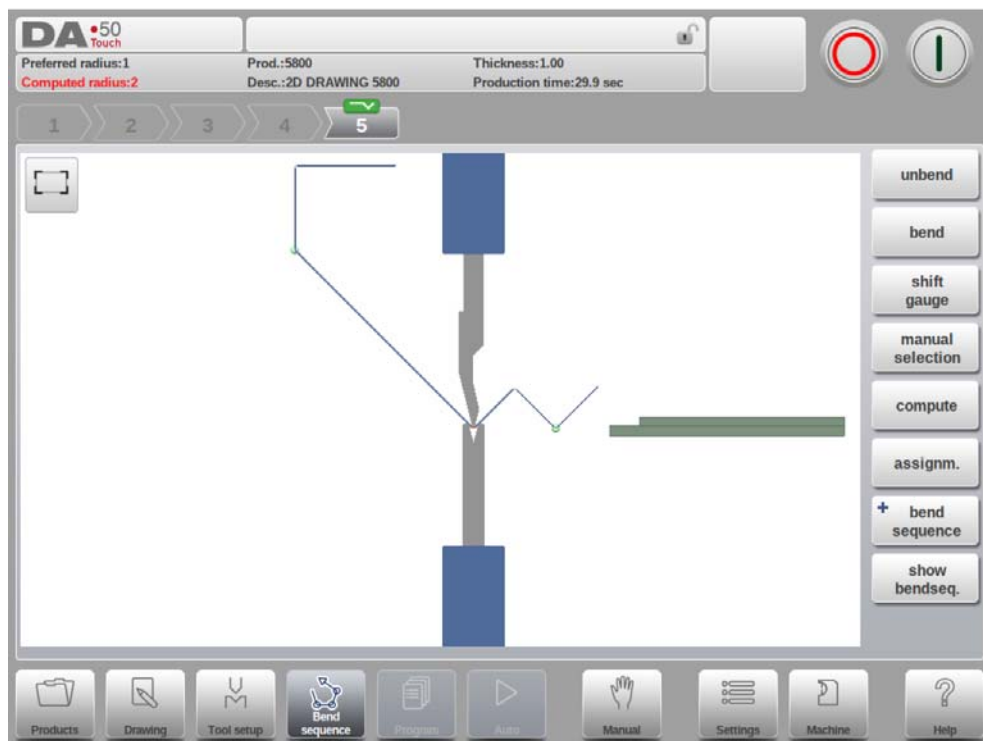 DA•50
Touch
Preferred radius:1
Prod.:5800
Thickness:1.00
Computed radius:2
Desc.:2D DRAWING 5800
Production time:29.9 sec
1
2
3
4
5
unbend
bend
shift
gauge
manual
selection
compute
assignm.
+ bend
sequence
show
bendseq.
Products
Drawing
Tool setup
Bend
sequence
Program
Auto
Manual
Settings
Machine
Help